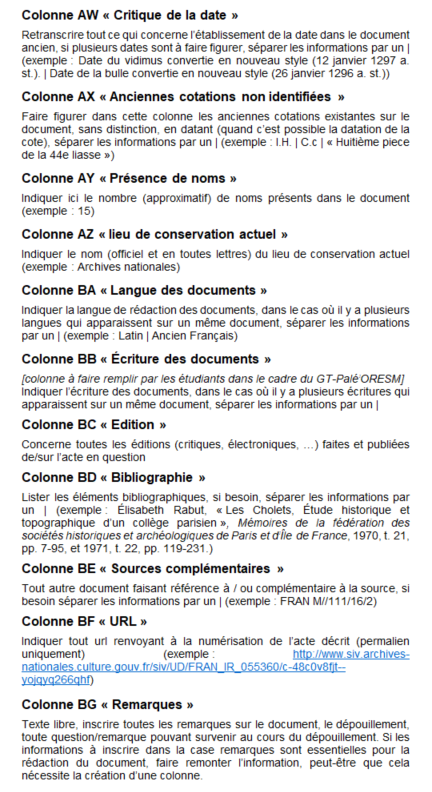 Colonne AW « Critique de la date »
Retranscrire tout ce qui concerne l'établissement de la date dans le document
ancien, si plusieurs dates sont à faire figurer, séparer les informations par un |
(exemple : Date du vidimus convertie en nouveau style (12 janvier 1297 a.
st.). | Date de la bulle convertie en nouveau style (26 janvier 1296 a. st.))
Colonne AX « Anciennes cotations non identifiées »
Faire figurer dans cette colonne les anciennes cotations existantes sur le
document, sans distinction, en datant (quand c'est possible la datation de la
cote), séparer les informations par un | (exemple : I.H. | C.c | « Huitième piece
de la 44e liasse »)
Colonne AY « Présence de noms »
Indiquer ici le nombre (approximatif) de noms présents dans le document
(exemple : 15)
Colonne AZ « lieu de conservation actuel »
Indiquer le nom (officiel et en toutes lettres) du lieu de conservation actuel
(exemple : Archives nationales)
Colonne BA « Langue des documents »
Indiquer la langue de rédaction des documents, dans le cas où il y a plusieurs
langues qui apparaissent sur un même document, séparer les informations
par un | (exemple : Latin | Ancien Français)
Colonne BB « Écriture des documents »
[colonne à faire remplir par les étudiants dans le cadre du GT-Palé'ORESM]
Indiquer l'écriture des documents, dans le cas où il y a plusieurs écritures qui
apparaissent sur un même document, séparer les informations par un |
Colonne BC « Edition »
Concerne toutes les éditions (critiques, électroniques, …) faites et publiées
de/sur l'acte en question
Colonne BD « Bibliographie »
Lister les éléments bibliographiques, si besoin, séparer les informations par
un | (exemple : Élisabeth Rabut, « Les Cholets, Étude historique et
topographique d'un collège parisien », Mémoires de la fédération des
sociétés historiques et archéologiques de Paris et d'Île de France, 1970, t. 21,
pp. 7-95, et 1971, t. 22, pp. 119-231.)
Colonne BE « Sources complémentaires »
Tout autre document faisant référence à / ou complémentaire à la source, si
besoin séparer les informations par un | (exemple : FRAN M//111/16/2)
Colonne BF « URL »
Indiquer tout url renvoyant à la numérisation de l'acte décrit (permalien
uniquement) (exemple : http://www.siv.archives-
nationales.culture.gouv.fr/siv/UD/FRAN_IR_055360/c-48c0v8fjt--
yojqyq266qhf)
Colonne BG « Remarques »
Texte libre, inscrire toutes les remarques sur le document, le dépouillement,
toute question/remarque pouvant survenir au cours du dépouillement. Si les
informations à inscrire dans la case remarques sont essentielles pour la
rédaction du document, faire remonter l'information, peut-être que cela
nécessite la création d'une colonne.